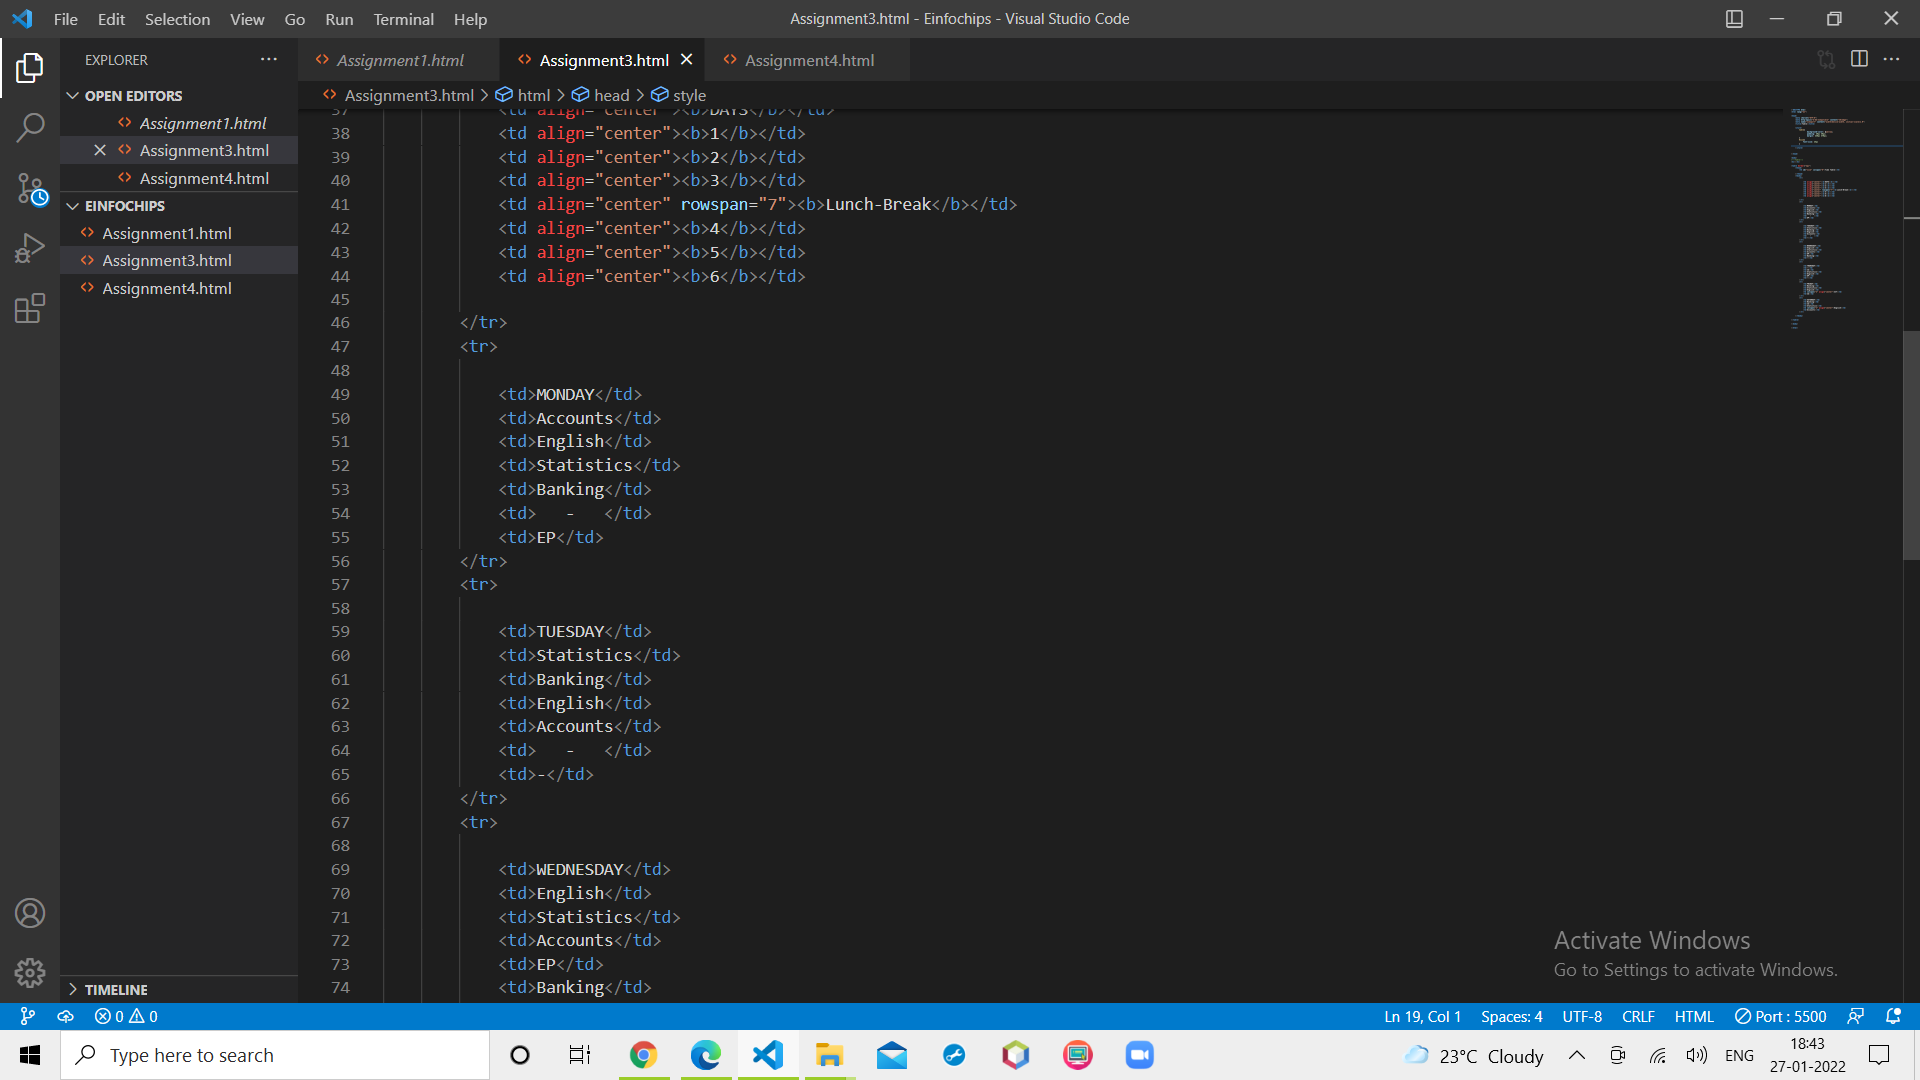 File Edit Selection View Go Run Terminal Help
Assignment3.html - Einfochips - Visual Studio Code
EXPLORER
OPEN EDITORS
Assignment1.html
Assignment3.html
Assignment4.html
EINFOCHIPS
Assignment1.html
Assignment3.html
Assignment4.html
TIMELINE
Assignment1.html Assignment3.html Assignment4.html
Assignment3.html > html > head > style
37 <td align="center"><b>DAYS</b></td>
38 <td align="center"><b>1</b></td>
39 <td align="center"><b>2</b></td>
40 <td align="center"><b>3</b></td>
41 <td align="center" rowspan="7"><b>Lunch-Break</b></td>
42 <td align="center"><b>4</b></td>
43 <td align="center"><b>5</b></td>
44 <td align="center"><b>6</b></td>
45
46 </tr>
47 <tr>
48
49 <td>MONDAY</td>
50 <td>Accounts</td>
51 <td>English</td>
52 <td>Statistics</td>
53 <td>Banking</td>
54 <td>   -   </td>
55 <td>EP</td>
56 </tr>
57 <tr>
58
59 <td>TUESDAY</td>
60 <td>Statistics</td>
61 <td>Banking</td>
62 <td>English</td>
63 <td>Accounts</td>
64 <td>   -   </td>
65 <td>-</td>
66 </tr>
67 <tr>
68
69 <td>WEDNESDAY</td>
70 <td>English</td>
71 <td>Statistics</td>
72 <td>Accounts</td>
73 <td>EP</td>
74 <td>Banking</td>
Activate Windows
Go to Settings to activate Windows.
0 0 Ln 19, Col 1 Spaces: 4 UTF-8 CRLF HTML Port : 5500
Type here to search
23°C Cloudy ENG
18:43
27-01-2022